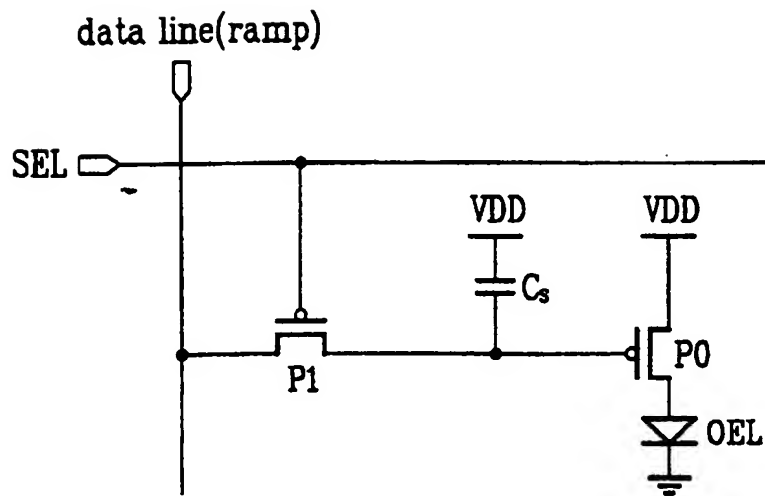 data line(ramp)
SEL
VDD VDD
Cs
P1
P0
OEL